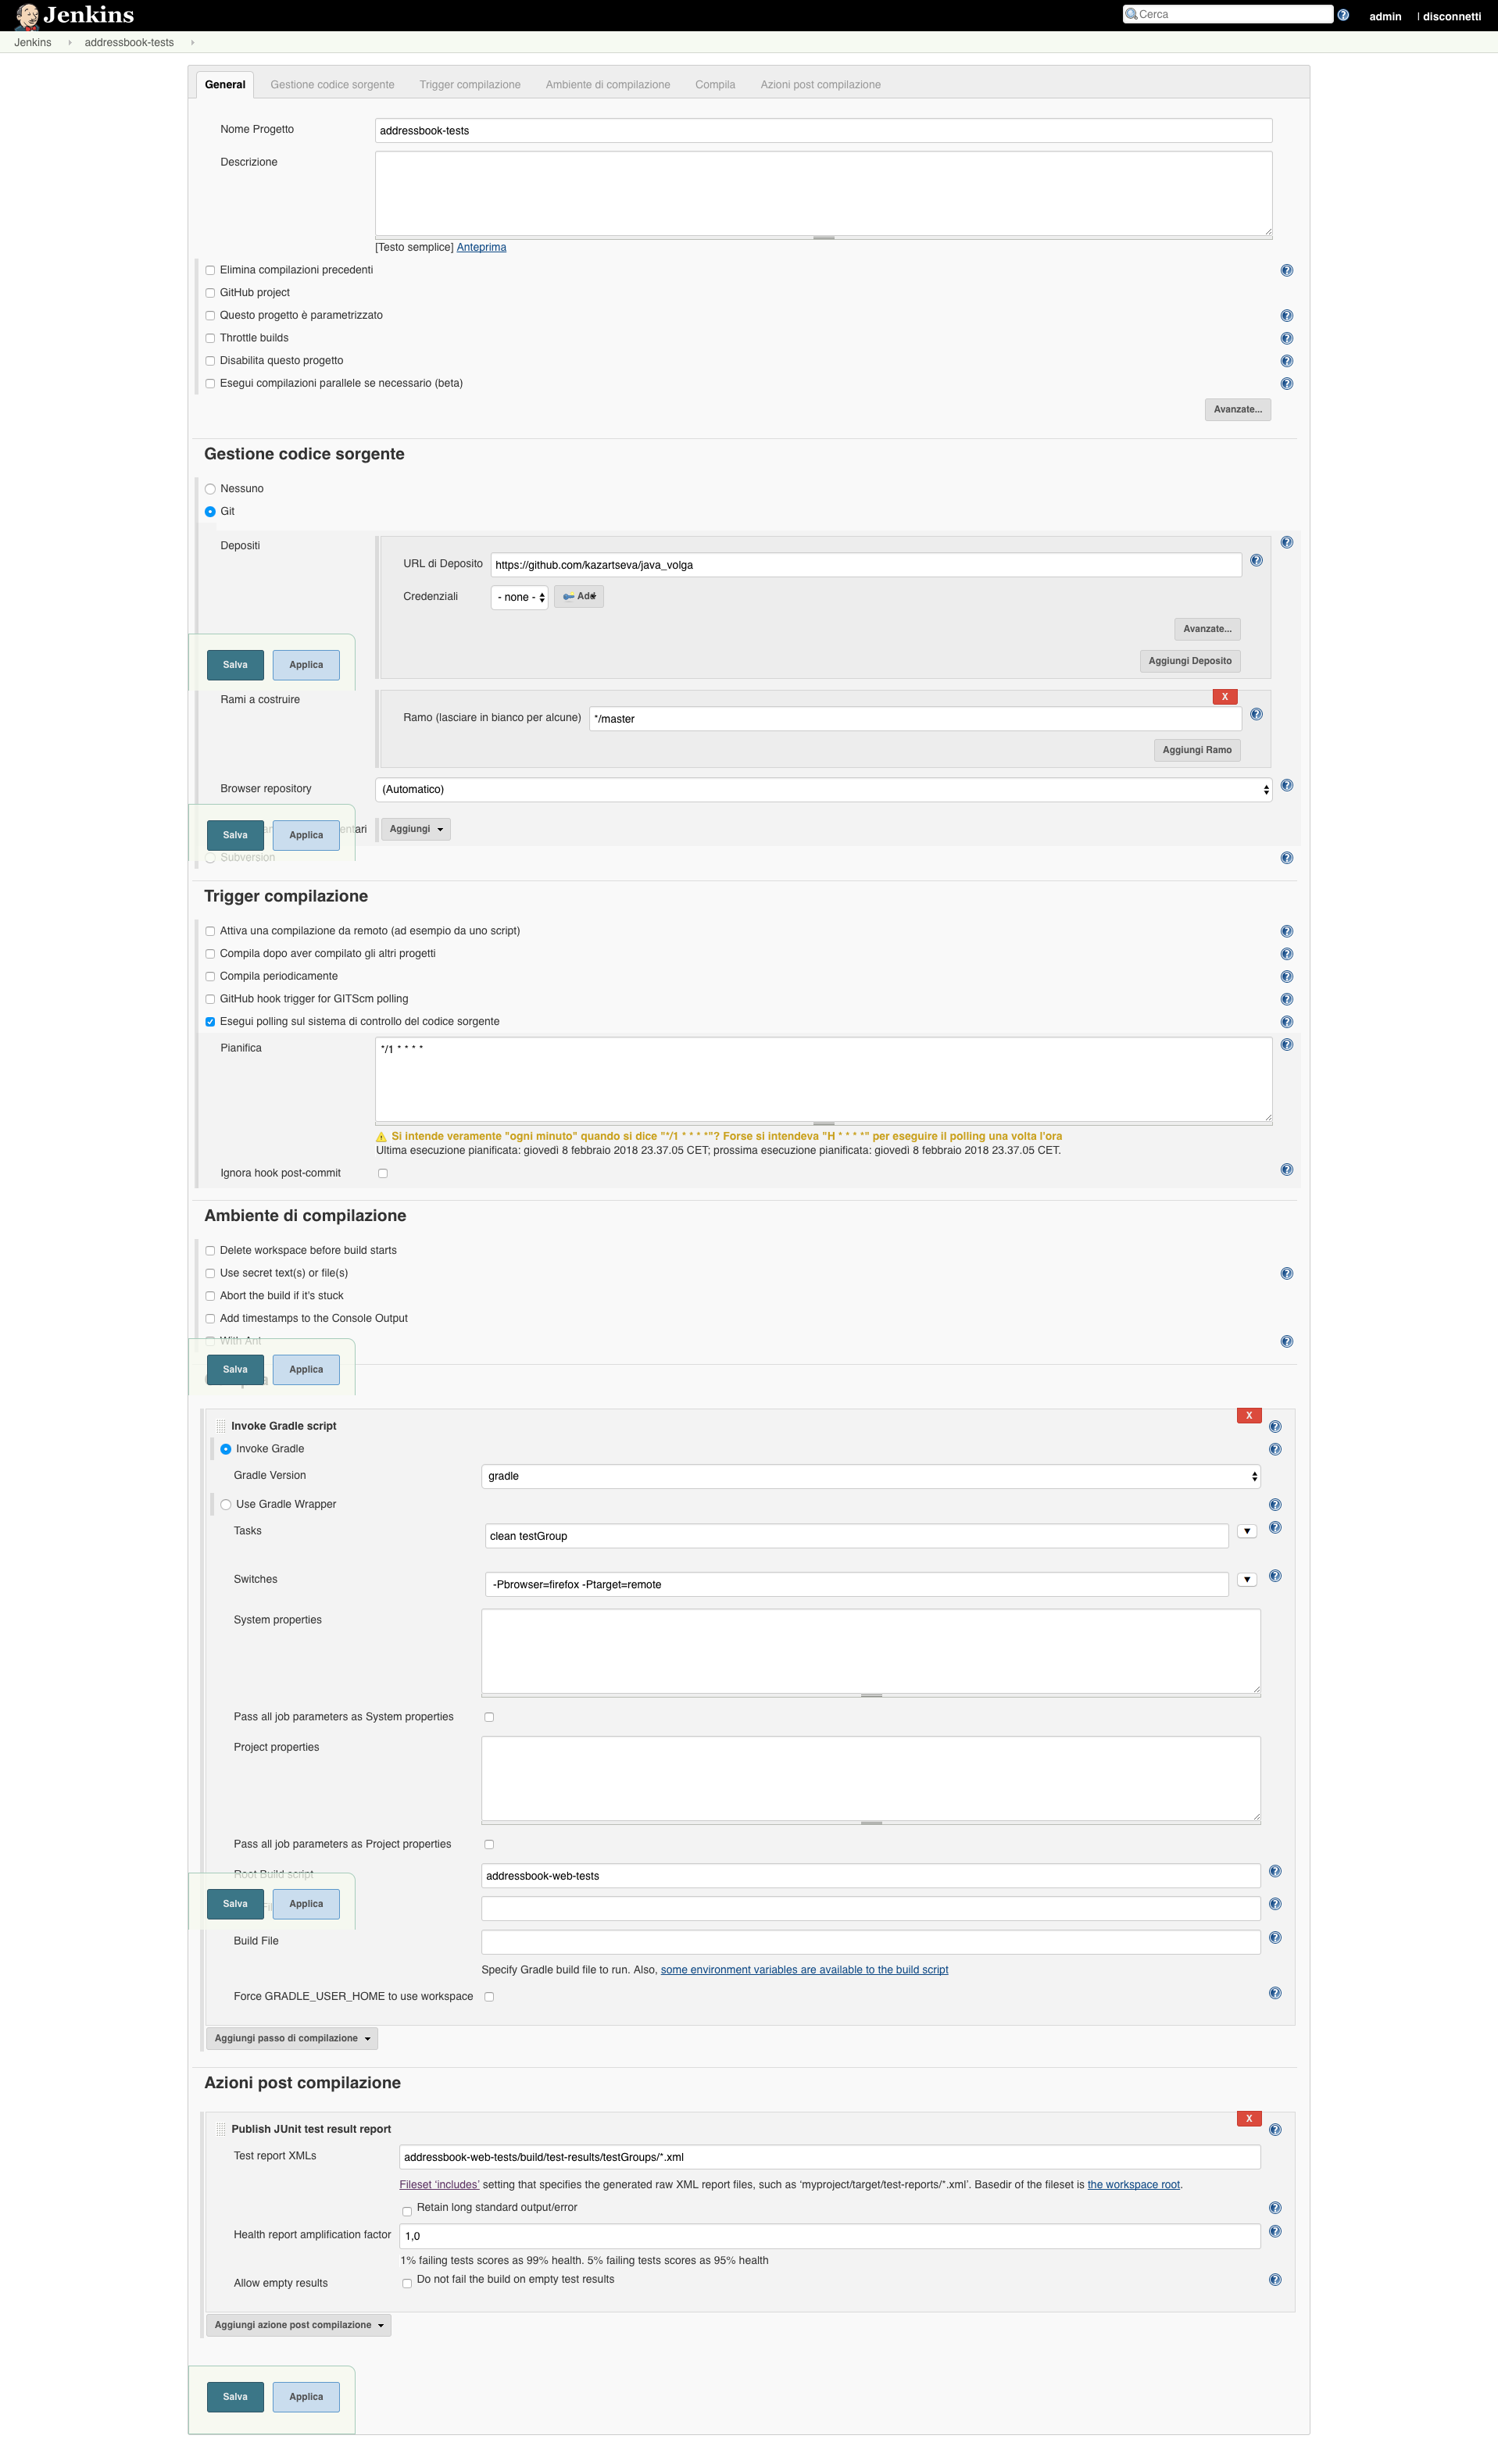 Jenkins
Cerca
admin
| disconnetti
Jenkins
addressbook-tests
General
Gestione codice sorgente
Trigger compilazione
Ambiente di compilazione
Compila
Azioni post compilazione
Nome Progetto
addressbook-tests
Descrizione
[Testo semplice] Anteprima
Elimina compilazioni precedenti
GitHub project
Questo progetto è parametrizzato
Throttle builds
Disabilita questo progetto
Esegui compilazioni parallele se necessario (beta)
Avanzate...
Gestione codice sorgente
Nessuno
Git
Depositi
URL di Deposito
https://github.com/kazartseva/java_volga
Credenziali
- none -
Add
Avanzate...
Salva
Applica
Aggiungi Deposito
Rami a costruire
X
Ramo (lasciare in bianco per alcune)
*/master
Aggiungi Ramo
Browser repository
(Automatico)
Salva
Applica
entari
Aggiungi
Subversion
Trigger compilazione
Attiva una compilazione da remoto (ad esempio da uno script)
Compila dopo aver compilato gli altri progetti
Compila periodicamente
GitHub hook trigger for GITScm polling
Esegui polling sul sistema di controllo del codice sorgente
Pianifica
*/1 * * * *
Si intende veramente "ogni minuto" quando si dice "*/1 * * * *"? Forse si intendeva "H * * * *" per eseguire il polling una volta l'ora
Ultima esecuzione pianificata: giovedì 8 febbraio 2018 23.37.05 CET; prossima esecuzione pianificata: giovedì 8 febbraio 2018 23.37.05 CET.
Ignora hook post-commit
Ambiente di compilazione
Delete workspace before build starts
Use secret text(s) or file(s)
Abort the build if it's stuck
Add timestamps to the Console Output
With Ant
Salva
Applica
X
Invoke Gradle script
Invoke Gradle
Gradle Version
gradle
Use Gradle Wrapper
Tasks
clean testGroup
Switches
-Pbrowser=firefox -Ptarget=remote
System properties
Pass all job parameters as System properties
Project properties
Pass all job parameters as Project properties
Root Build script
addressbook-web-tests
Salva
Applica
Build File
Specify Gradle build file to run. Also, some environment variables are available to the build script
Force GRADLE_USER_HOME to use workspace
Aggiungi passo di compilazione
Azioni post compilazione
X
Publish JUnit test result report
Test report XMLs
addressbook-web-tests/build/test-results/testGroups/*.xml
Fileset ‘includes’ setting that specifies the generated raw XML report files, such as ‘myproject/target/test-reports/*.xml’. Basedir of the fileset is the workspace root.
Retain long standard output/error
Health report amplification factor
1,0
1% failing tests scores as 99% health. 5% failing tests scores as 95% health
Allow empty results
Do not fail the build on empty test results
Aggiungi azione post compilazione
Salva
Applica